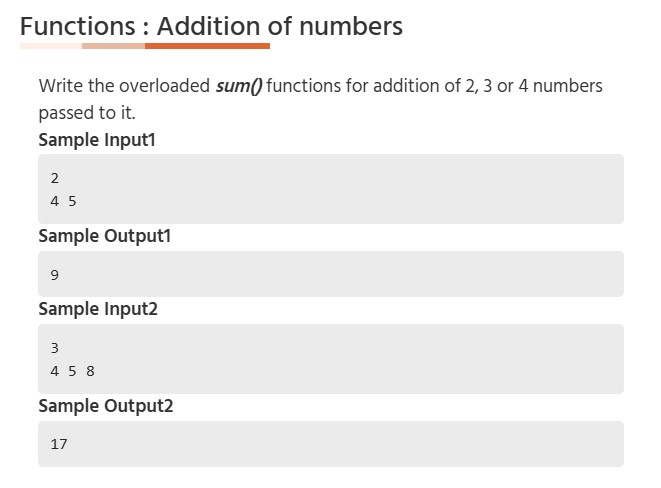 Functions : Addition of numbers
Write the overloaded sum() functions for addition of 2, 3 or 4 numbers
passed to it.
Sample Input1
2
4 5
Sample Output1
9
Sample Input2
3
4 5 8
Sample Output2
17